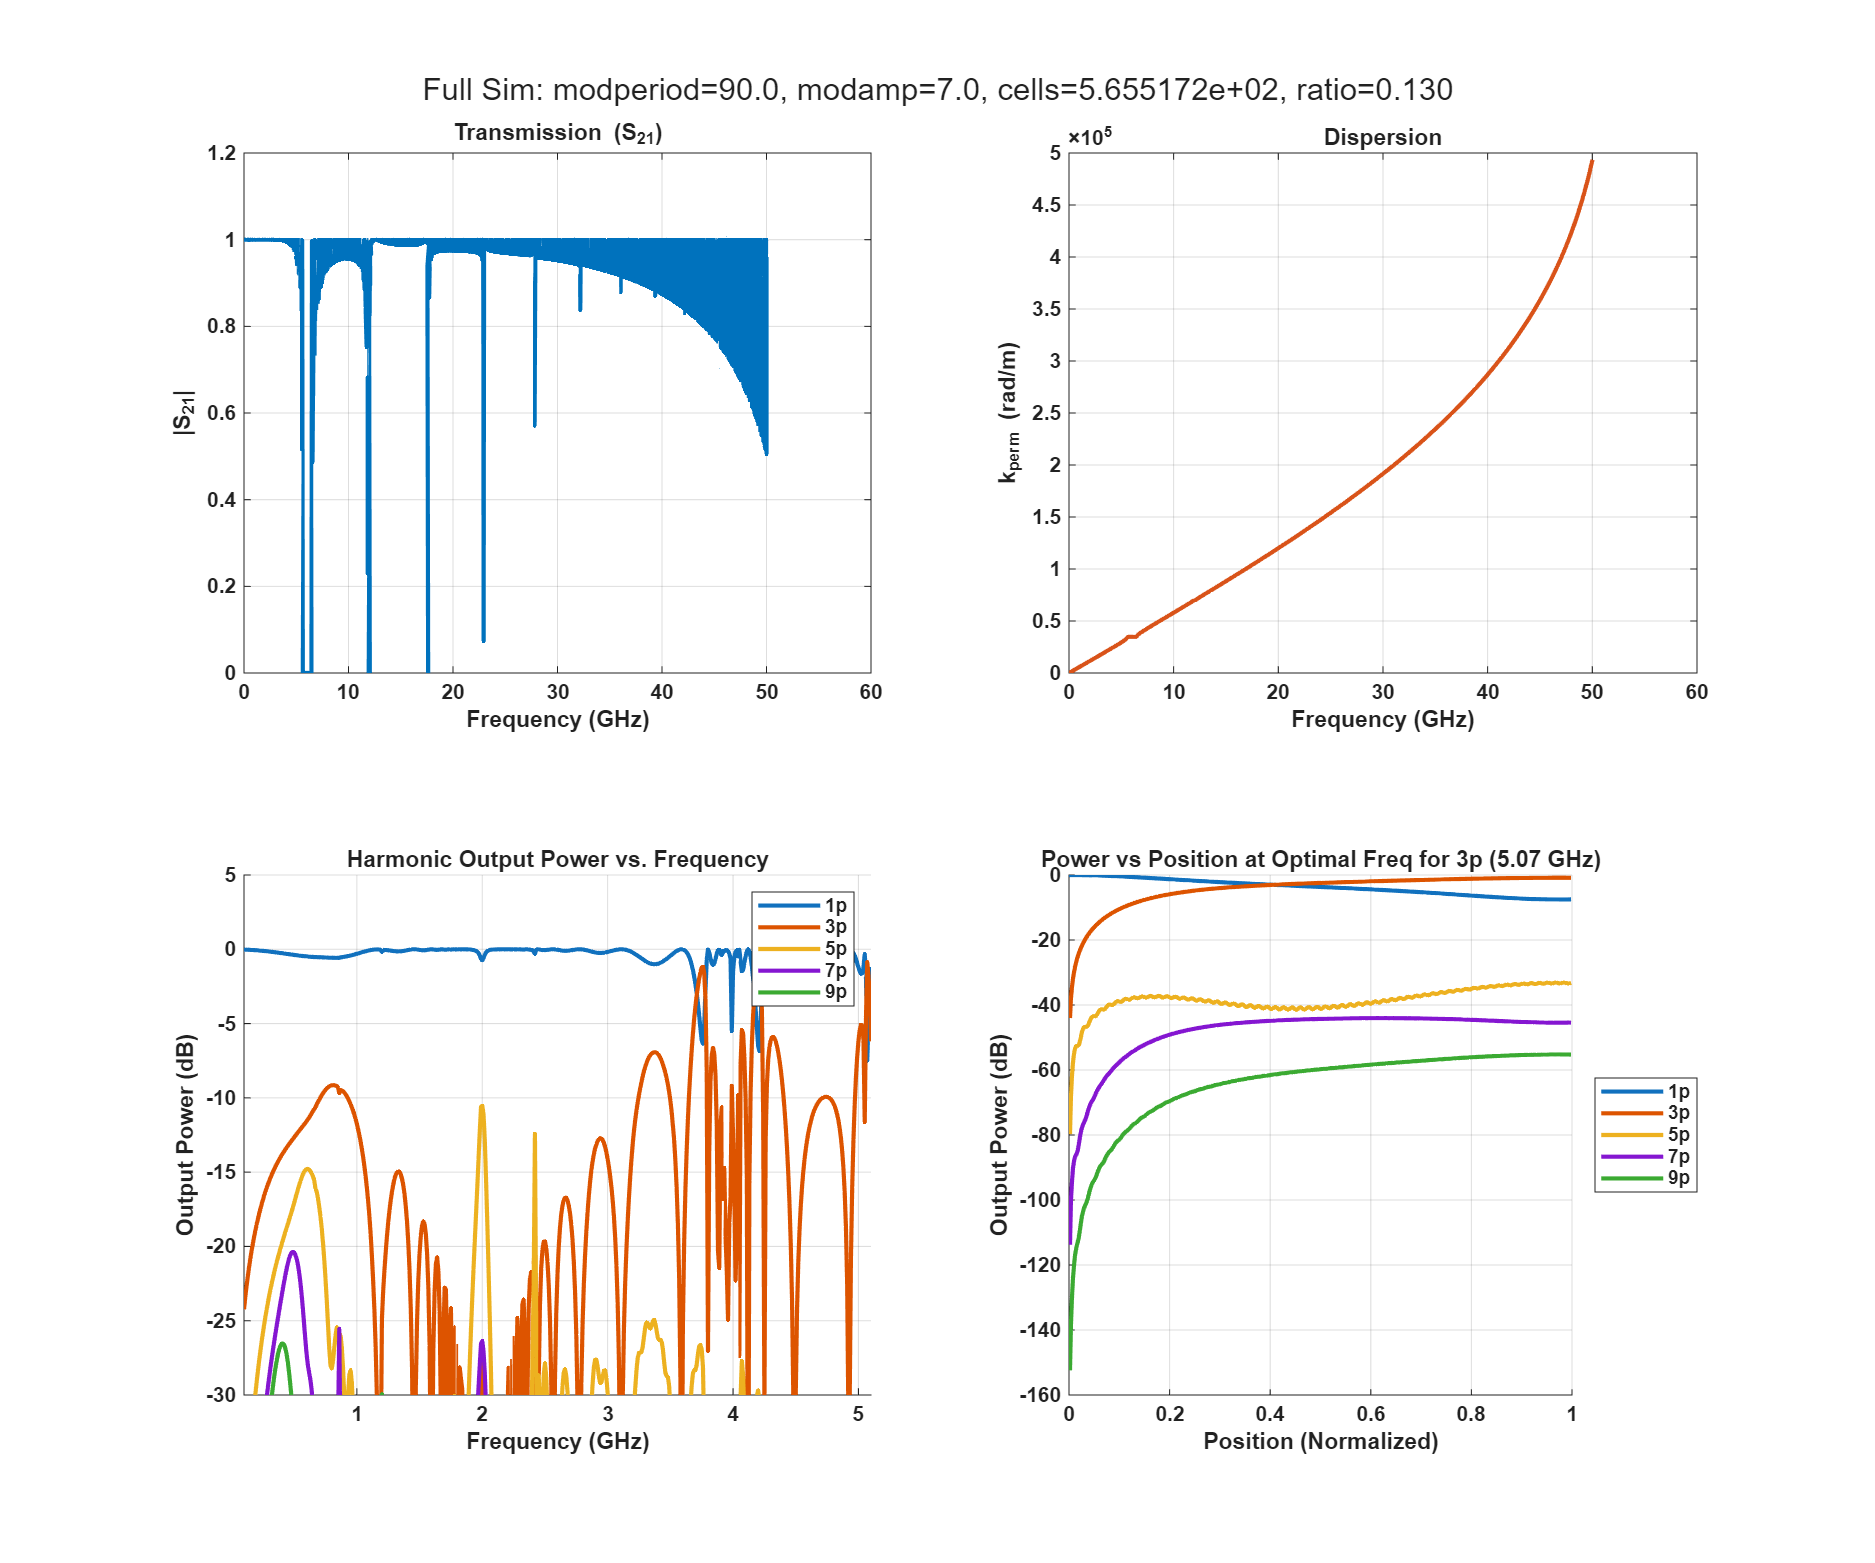 Full Sim: modperiod=90.0, modamp=7.0, cells=5.655172e+02, ratio=0.130
Transmission (S21)
1.2
1
0.8
0.6
0.4
0.2
0
|S21|
0 10 20 30 40 50 60
Frequency (GHz)
×10^5
Dispersion
5
4.5
4
3.5
3
2.5
2
1.5
1
0.5
0
kperm (rad/m)
0 10 20 30 40 50 60
Frequency (GHz)
Harmonic Output Power vs. Frequency
5
0
-5
-10
-15
-20
-25
-30
Output Power (dB)
1p
3p
5p
7p
9p
1 2 3 4 5
Frequency (GHz)
Power vs Position at Optimal Freq for 3p (5.07 GHz)
0
-20
-40
-60
-80
-100
-120
-140
-160
Output Power (dB)
1p
3p
5p
7p
9p
0 0.2 0.4 0.6 0.8 1
Position (Normalized)